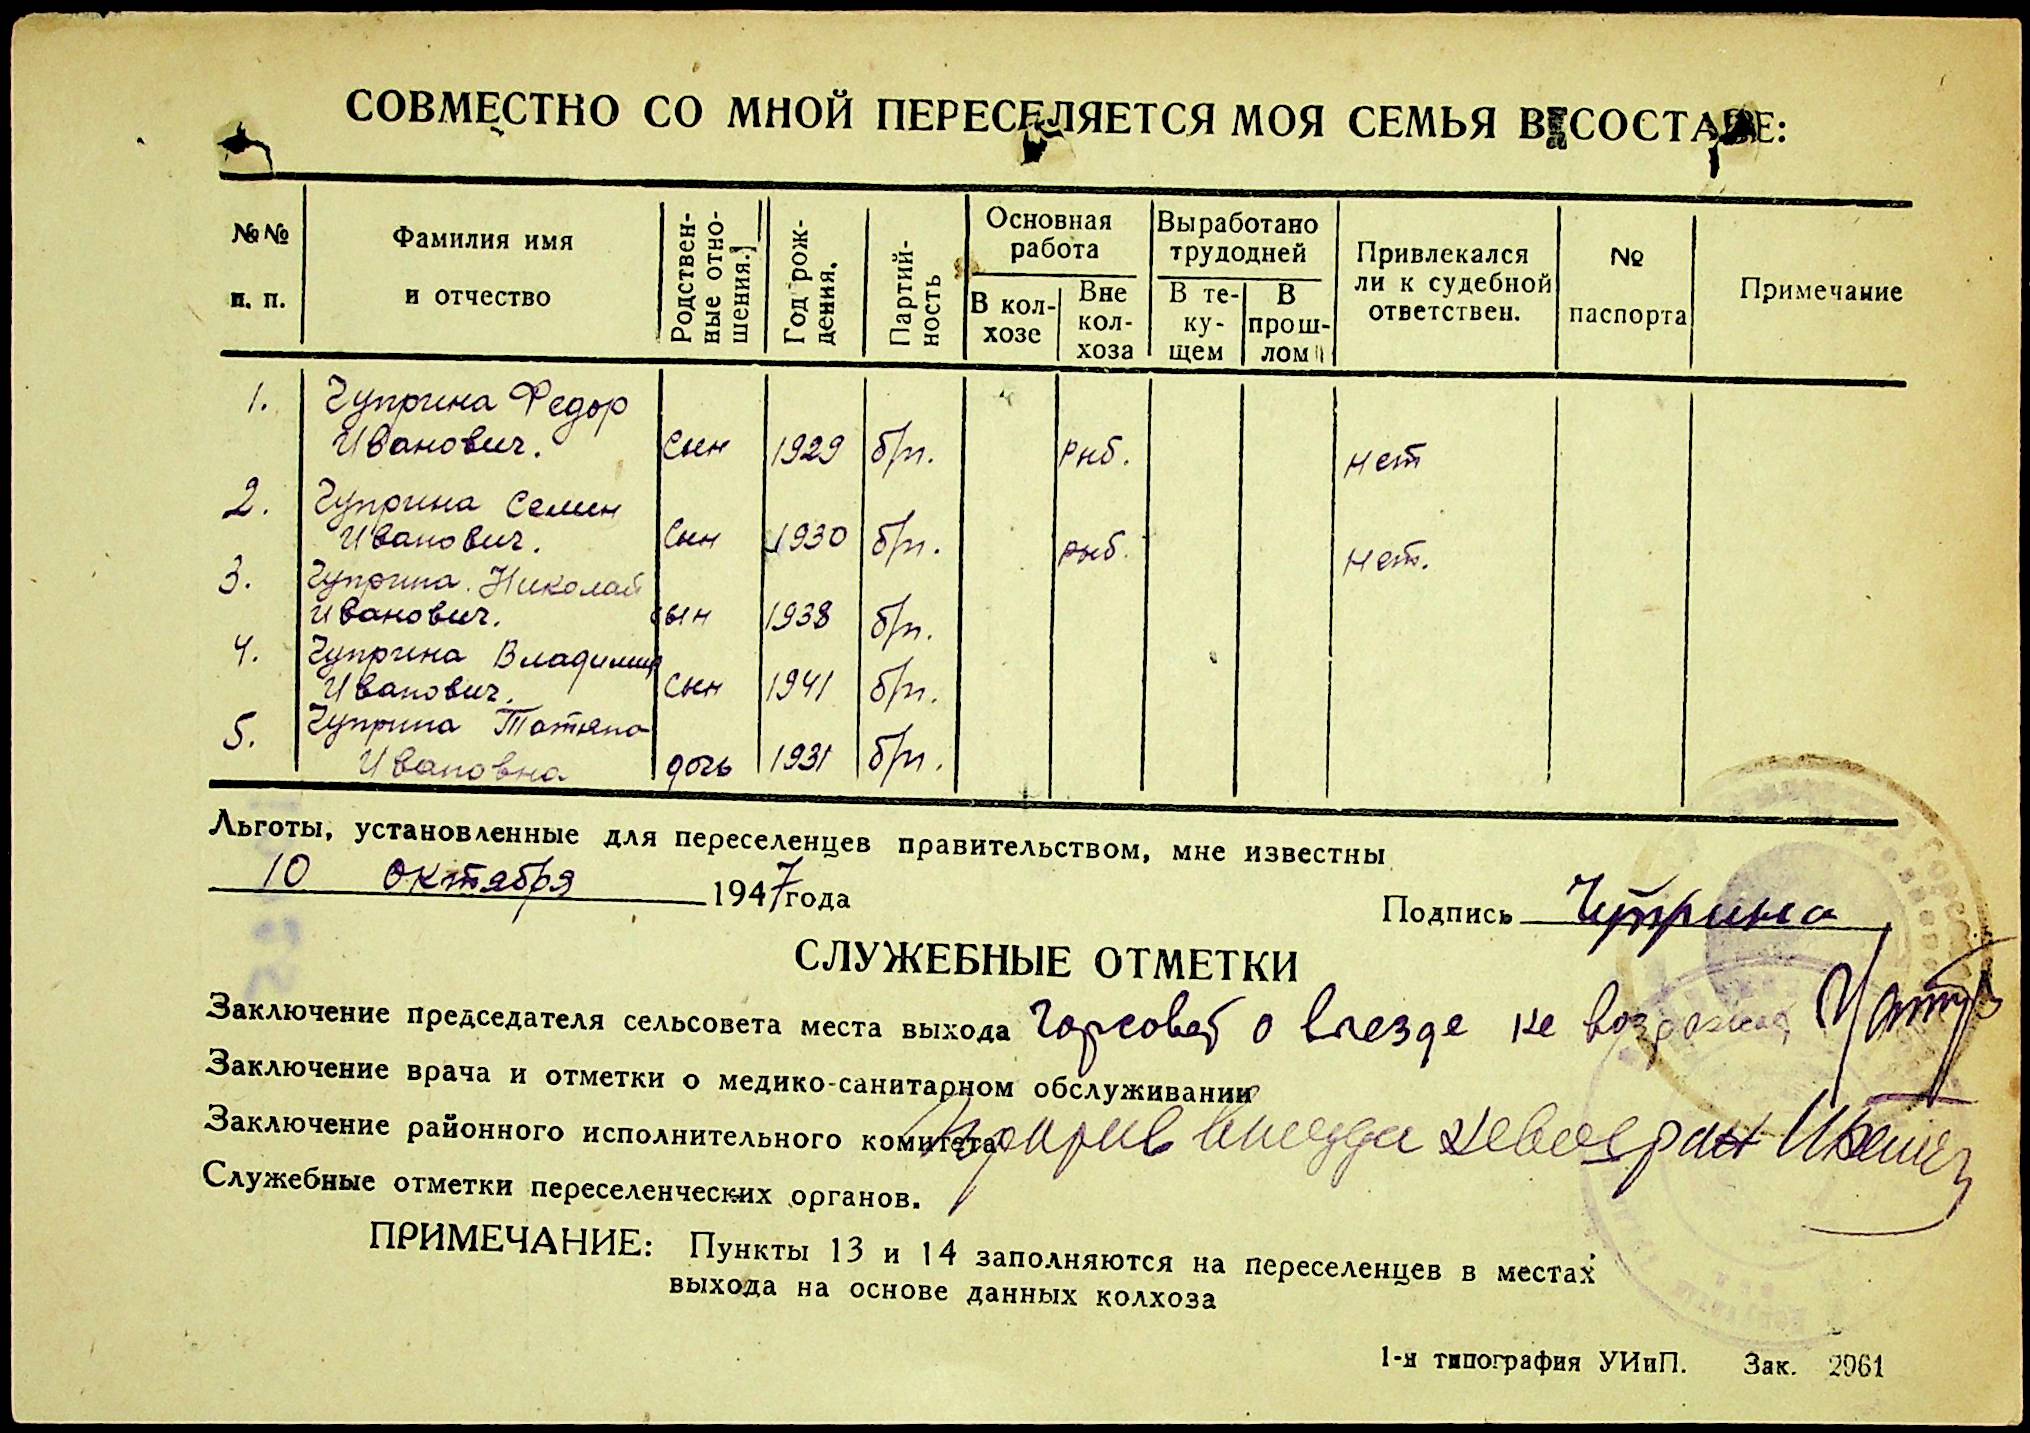 СОВМЕСТНО СО МНОЙ ПЕРЕСЕЛЯЕТСЯ МОЯ СЕМЬЯ В СОСТАВЕ:
№№ п. п.
Фамилия имя и отчество
Родственные отношения.
Год рождения.
Партийность
Основная работа
В колхозе
Вне колхоза
Выработано трудодней
В текущем
В прошлом
Привлекался ли к судебной ответствен.
№ паспорта
Примечание
1. Чуприна Федор
Иванович. сын 1929 б/п. рыб. нет
2. Чуприна Семен
Иванович. сын 1930 б/п. рыб. нет.
3. Чуприна Николай
Иванович. сын 1938 б/п.
4. Чуприна Владимир
Иванович. сын 1941 б/п.
5. Чуприна Татяна
Ивановна дочь 1931 б/п.
Льготы, установленные для переселенцев правительством, мне известны
10 октября 1947 года
Подпись Чуприна
СЛУЖЕБНЫЕ ОТМЕТКИ
Заключение председателя сельсовета места выхода Горсовет о выезде не возражает
Заключение врача и отметки о медико-санитарном обслуживании
Заключение районного исполнительного комитета
Служебные отметки переселенческих органов.
ПРИМЕЧАНИЕ: Пункты 13 и 14 заполняются на переселенцев в местах
выхода на основе данных колхоза
1-я типография УИиП. Зак. 2961